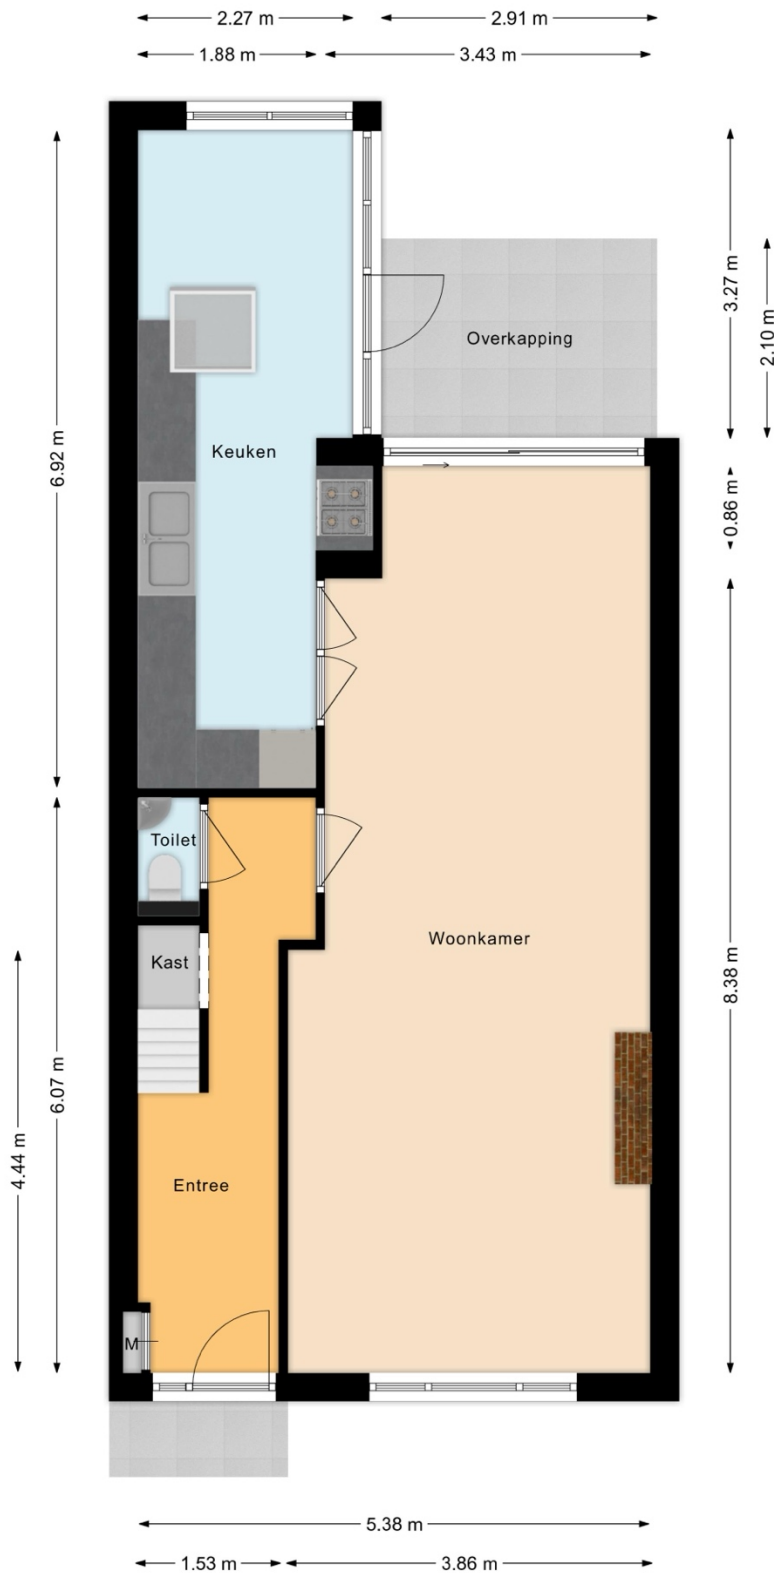 2.27 m
2.91 m
1.88 m
3.43 m
3.27 m
2.10 m
Overkapping
Keuken
6.92 m
0.86 m
Toilet
Woonkamer
Kast
8.38 m
6.07 m
4.44 m
Entree
M
5.38 m
1.53 m
3.86 m